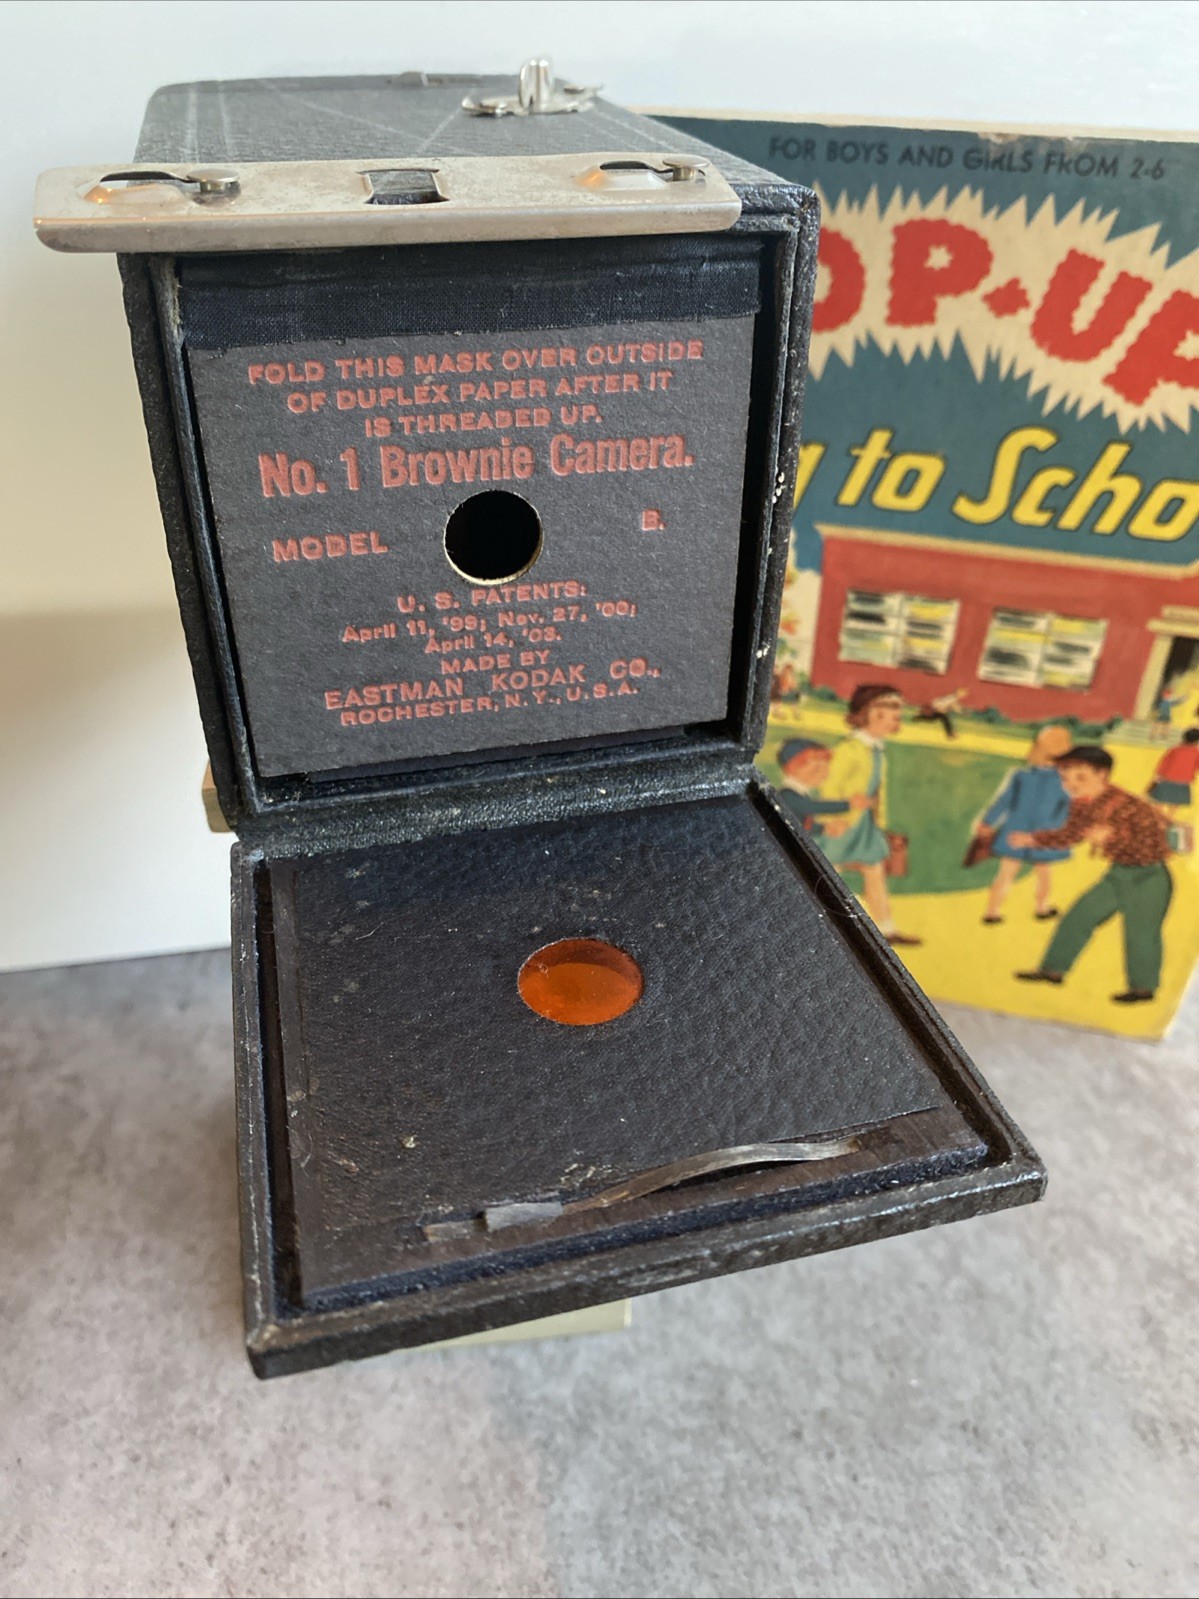 FOR BOYS AND GIRLS FROM 2-6
OP-UP
to Scho
FOLD THIS MASK OVER OUTSIDE
OF DUPLEX PAPER AFTER IT
IS THREADED UP.
No. 1 Brownie Camera.
MODEL B.
U. S. PATENTS:
April 11, '99; Nov. 27, '00;
April 14, '03.
MADE BY
EASTMAN KODAK CO.,
ROCHESTER, N. Y., U. S. A.